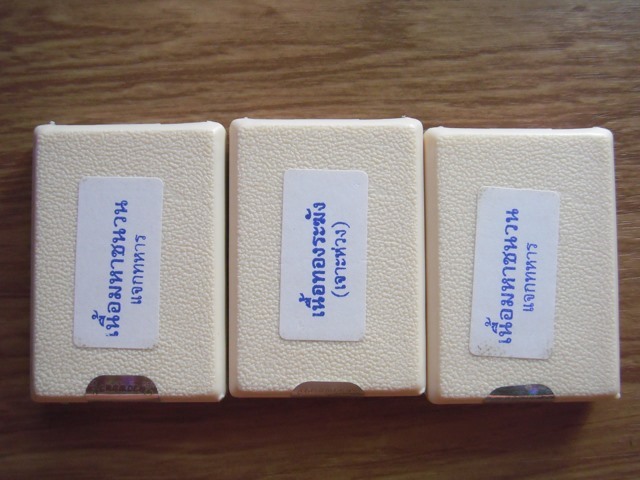 เนื้อมหาชนวน
แจกทหาร
เนื้อทองระฆัง
(เจาะห่วง)
เนื้อมหาชนวน
แจกทหาร